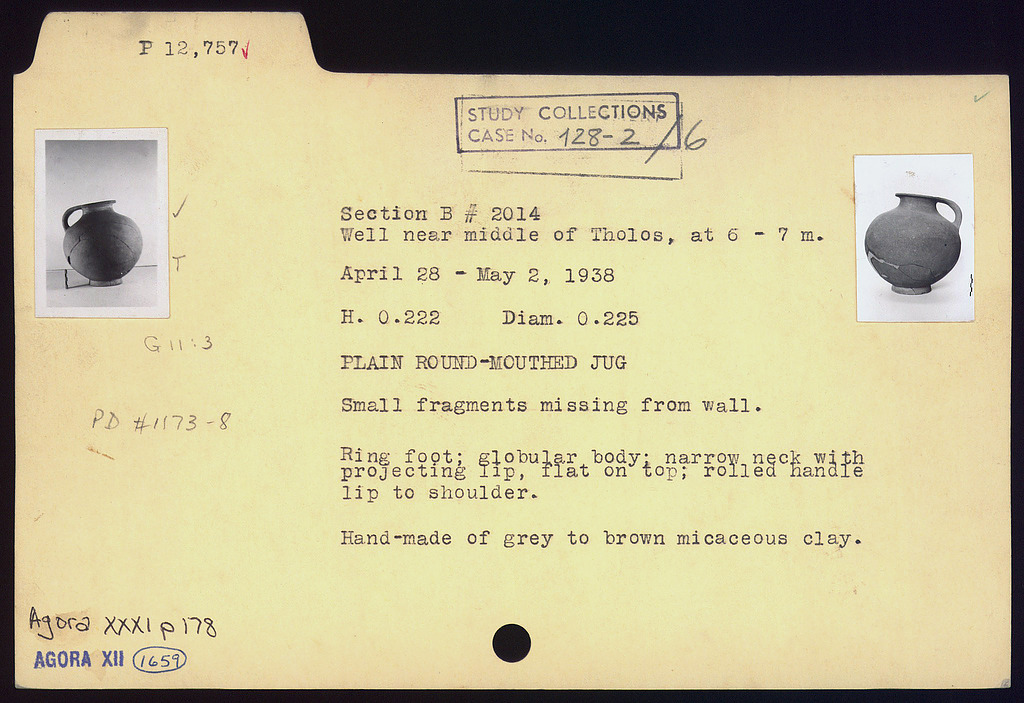 P 12,757
STUDY COLLECTIONS
CASE No. 128-2/6
Section B # 2014
Well near middle of Tholos, at 6 - 7 m.
April 28 - May 2, 1938
H. 0.222 Diam. 0.225
T
G 11:3
PLAIN ROUND-MOUTHED JUG
PD #1173-8
Small fragments missing from wall.
Ring foot; globular body; narrow neck with
projecting lip, flat on top; rolled handle
lip to shoulder.
Hand-made of grey to brown micaceous clay.
Agora XXXI p 178
AGORA XII 1659